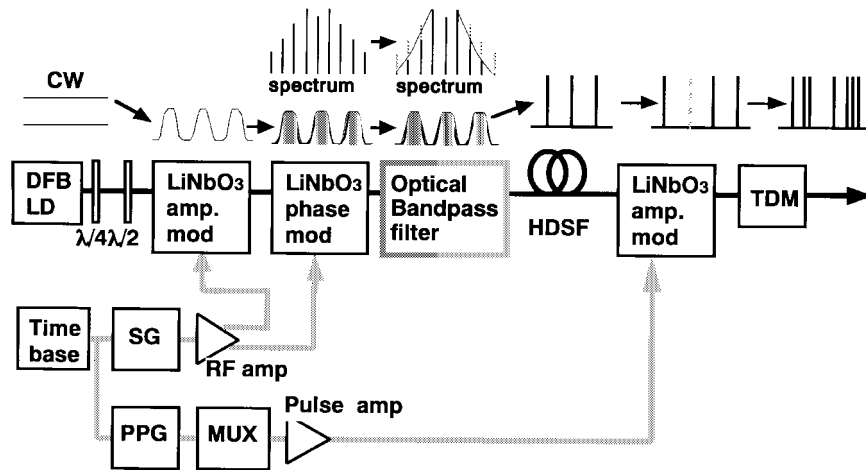 spectrum
spectrum
CW
DFB
LD
λ/4
λ/2
LiNbO3
amp.
mod
LiNbO3
phase
mod
Optical
Bandpass
filter
HDSF
LiNbO3
amp.
mod
TDM
Time
base
SG
RF amp
PPG
MUX
Pulse amp